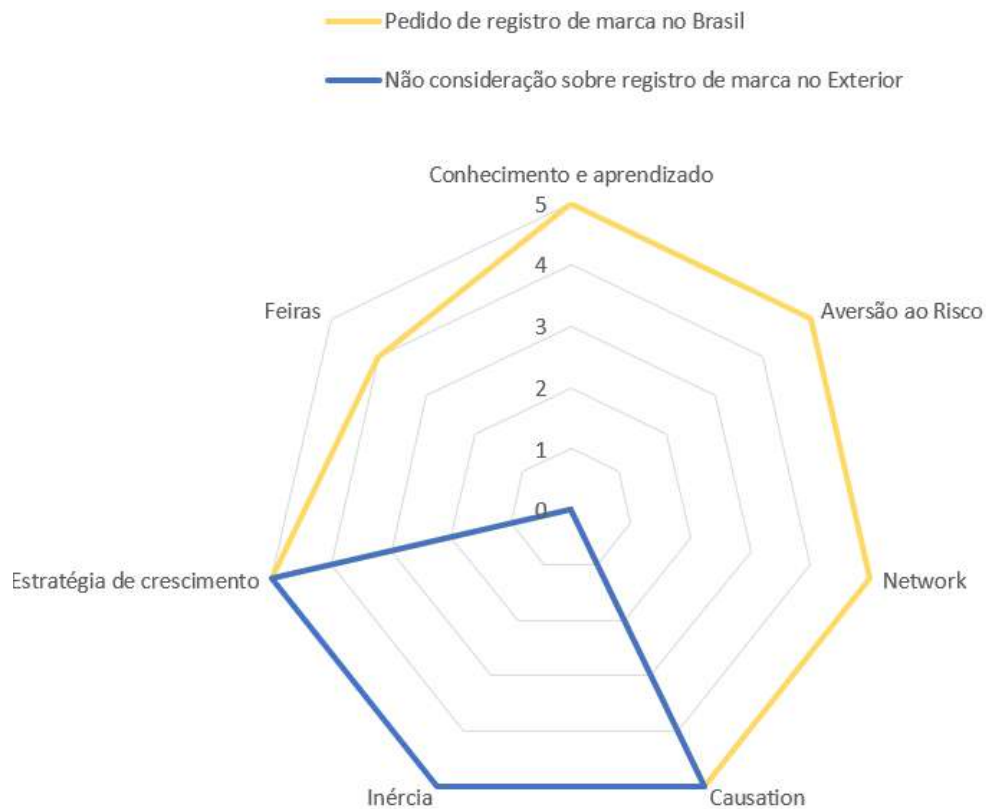 Pedido de registro de marca no Brasil
Não consideração sobre registro de marca no Exterior
Conhecimento e aprendizado
5
4
Feiras
Aversão ao Risco
3
2
1
0
Estratégia de crescimento
Network
Inércia
Causation